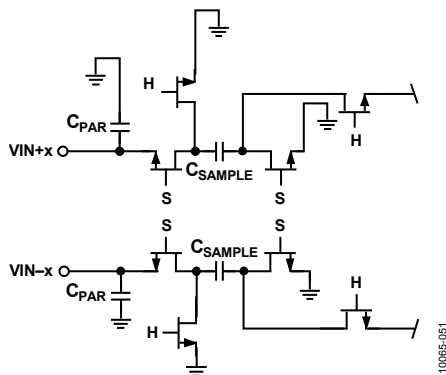 H
C_PAR
VIN+x
C_SAMPLE
H
S
S
S
S
C_SAMPLE
VIN–x
C_PAR
H
H
10065-051